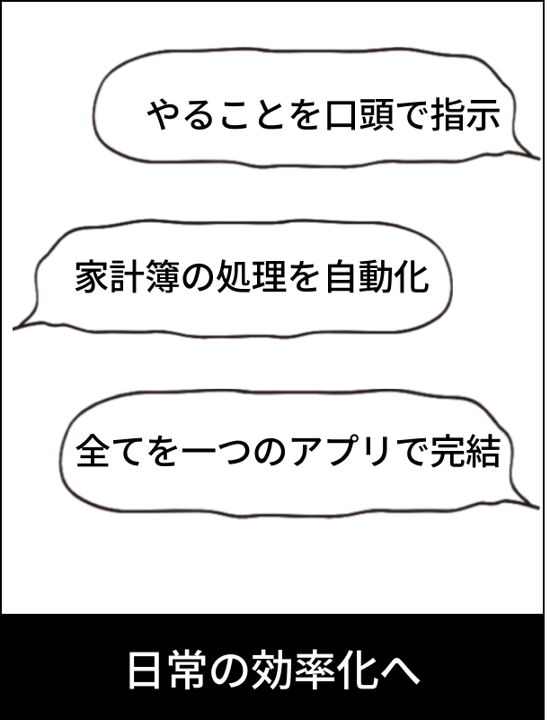 やることを口頭で指示
家計簿の処理を自動化
全てを一つのアプリで完結
日常の効率化へ